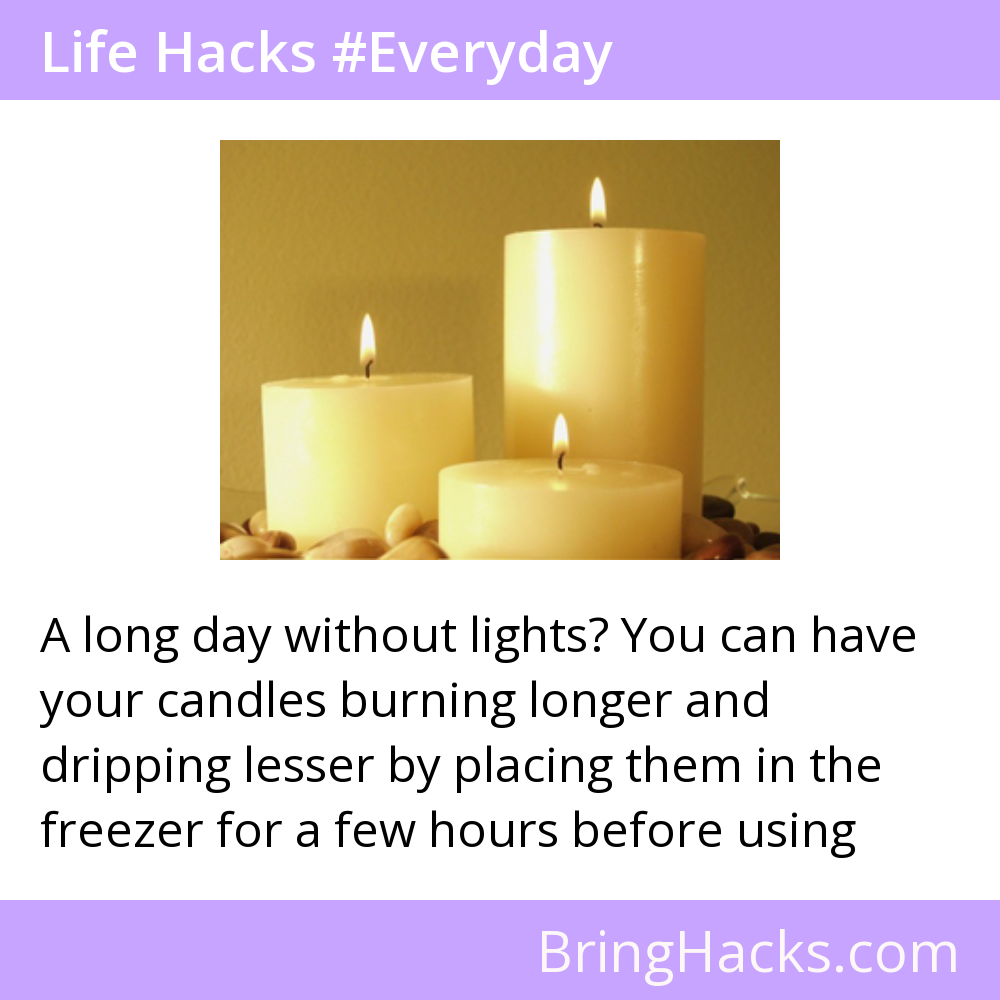 Life Hacks #Everyday
A long day without lights? You can have
your candles burning longer and
dripping lesser by placing them in the
freezer for a few hours before using
BringHacks.com